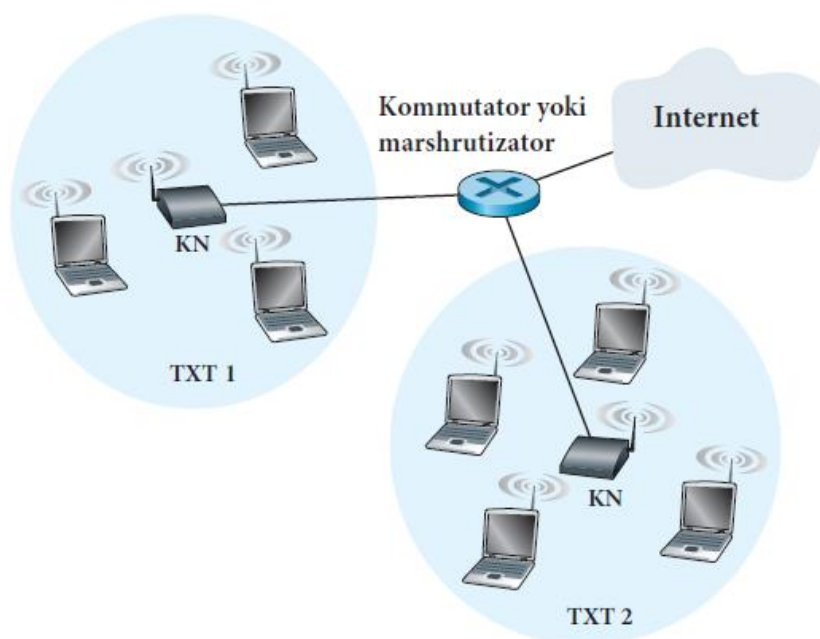 Kommutator yoki
marshrutizator
Internet
KN
TXT 1
KN
TXT 2